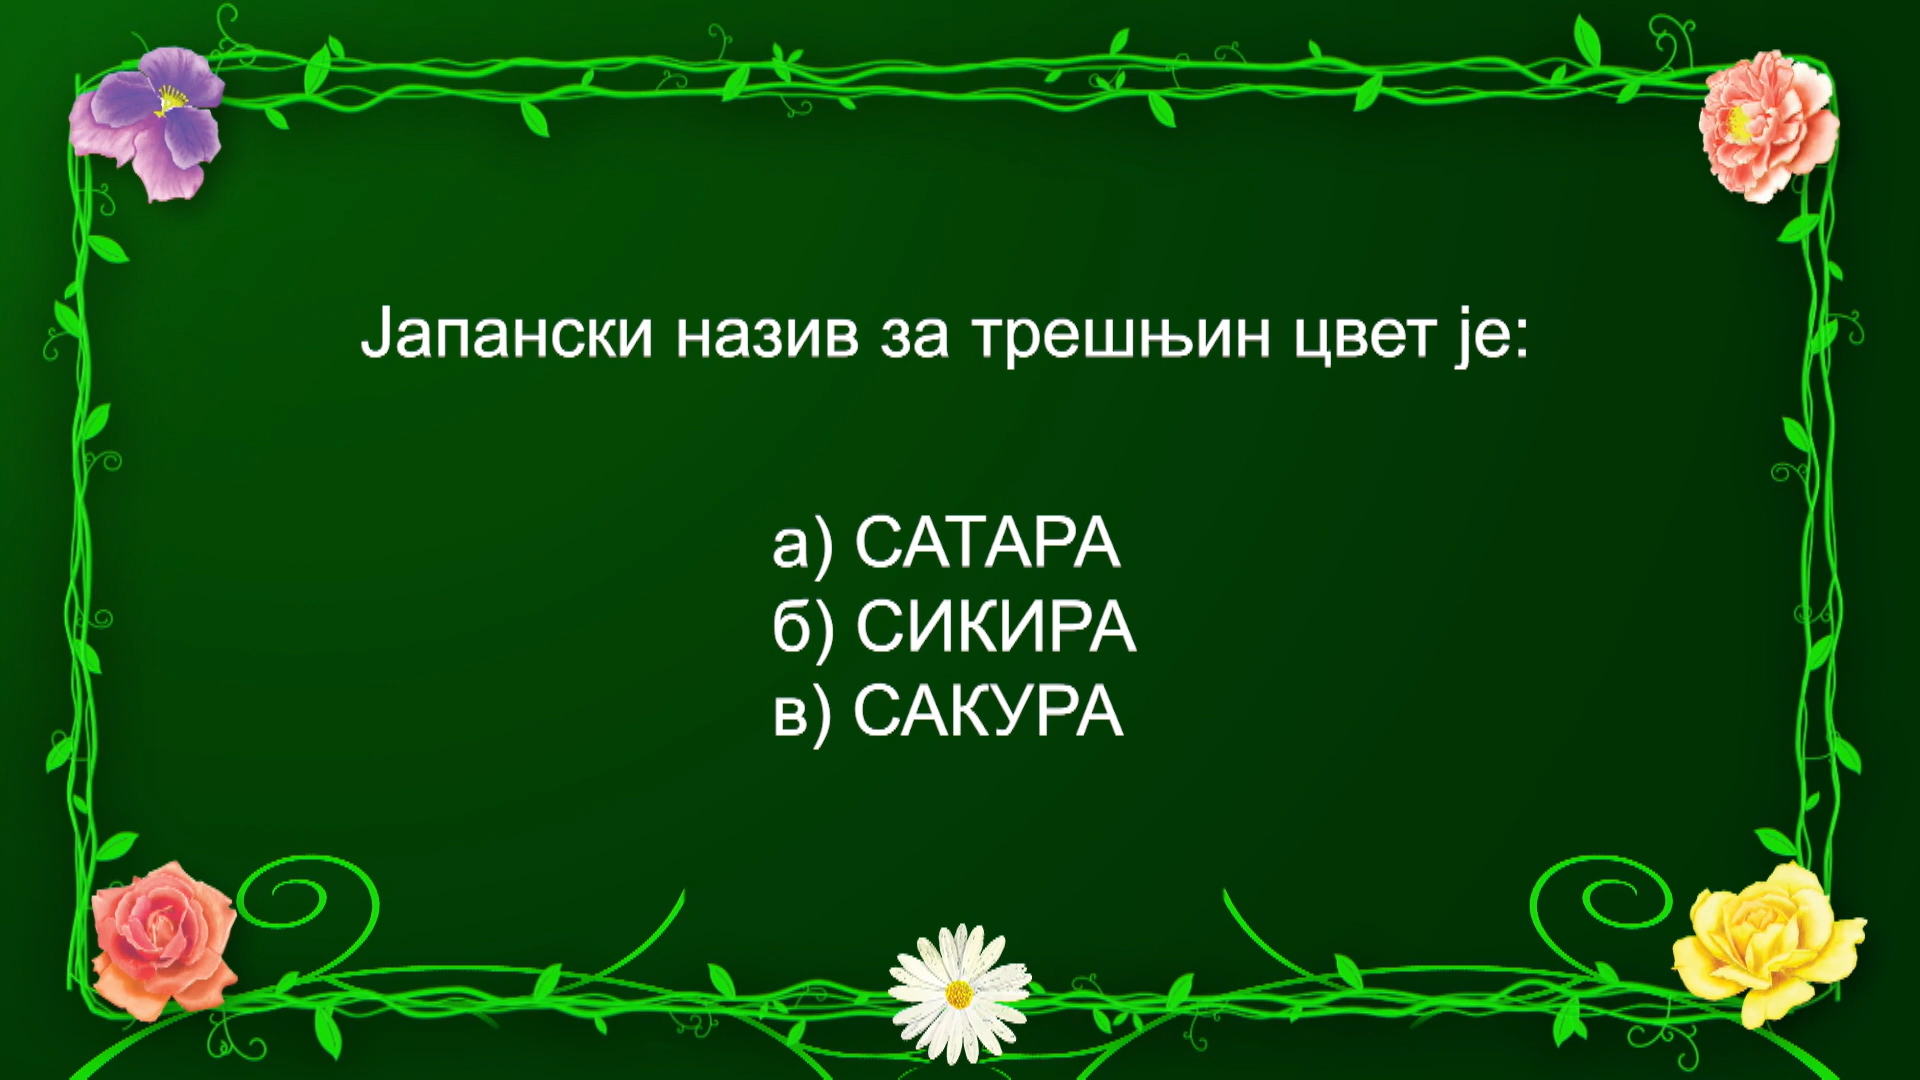 Јапански назив за трешњин цвет је:
а) САТАРА
б) СИКИРА
в) САКУРА